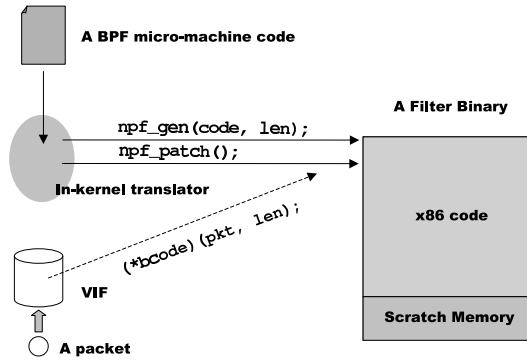 A BPF micro-machine code
npf_gen(code, len);
A Filter Binary
npf_patch();
In-kernel translator
x86 code
(*bcode)(pkt, len);
VIF
Scratch Memory
A packet